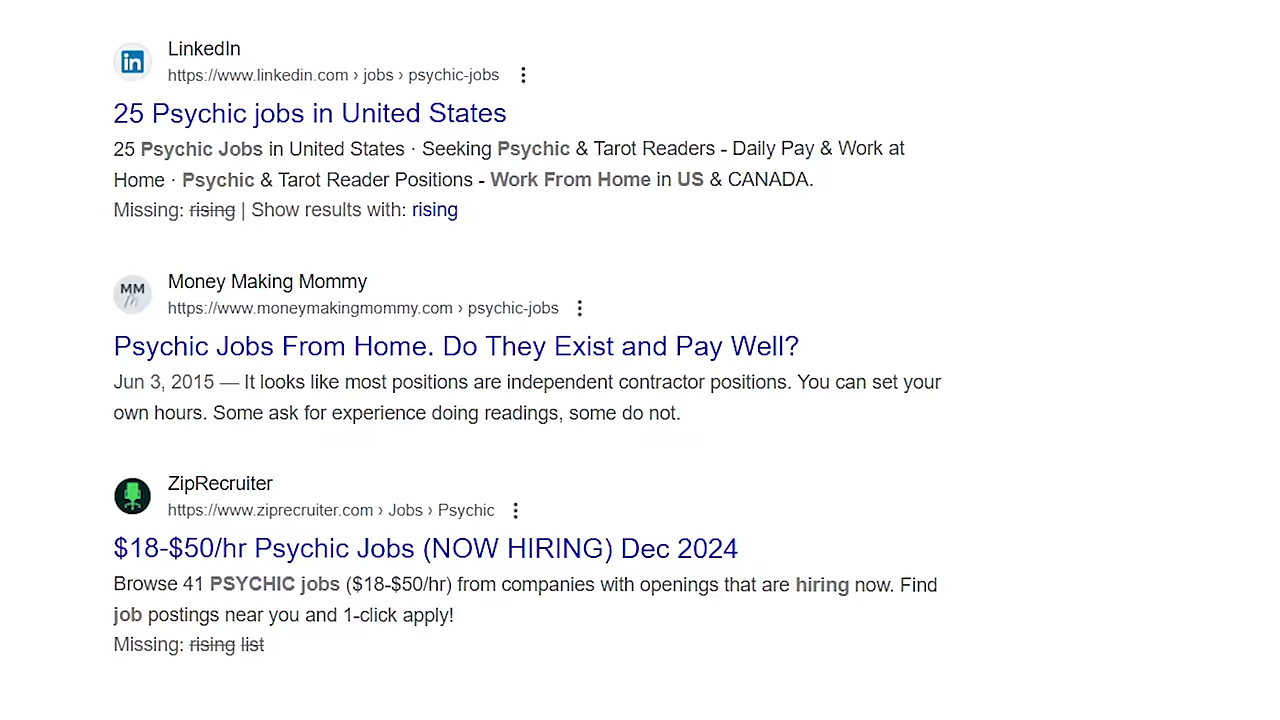 LinkedIn
https://www.linkedin.com › jobs › psychic-jobs
25 Psychic jobs in United States
25 Psychic Jobs in United States · Seeking Psychic & Tarot Readers - Daily Pay & Work at
Home · Psychic & Tarot Reader Positions - Work From Home in US & CANADA.
Missing: rising | Show results with: rising
MM
Money Making Mommy
https://www.moneymakingmommy.com › psychic-jobs
Psychic Jobs From Home. Do They Exist and Pay Well?
Jun 3, 2015 — It looks like most positions are independent contractor positions. You can set your
own hours. Some ask for experience doing readings, some do not.
ZipRecruiter
https://www.ziprecruiter.com › Jobs › Psychic
$18-$50/hr Psychic Jobs (NOW HIRING) Dec 2024
Browse 41 PSYCHIC jobs ($18-$50/hr) from companies with openings that are hiring now. Find
job postings near you and 1-click apply!
Missing: rising list